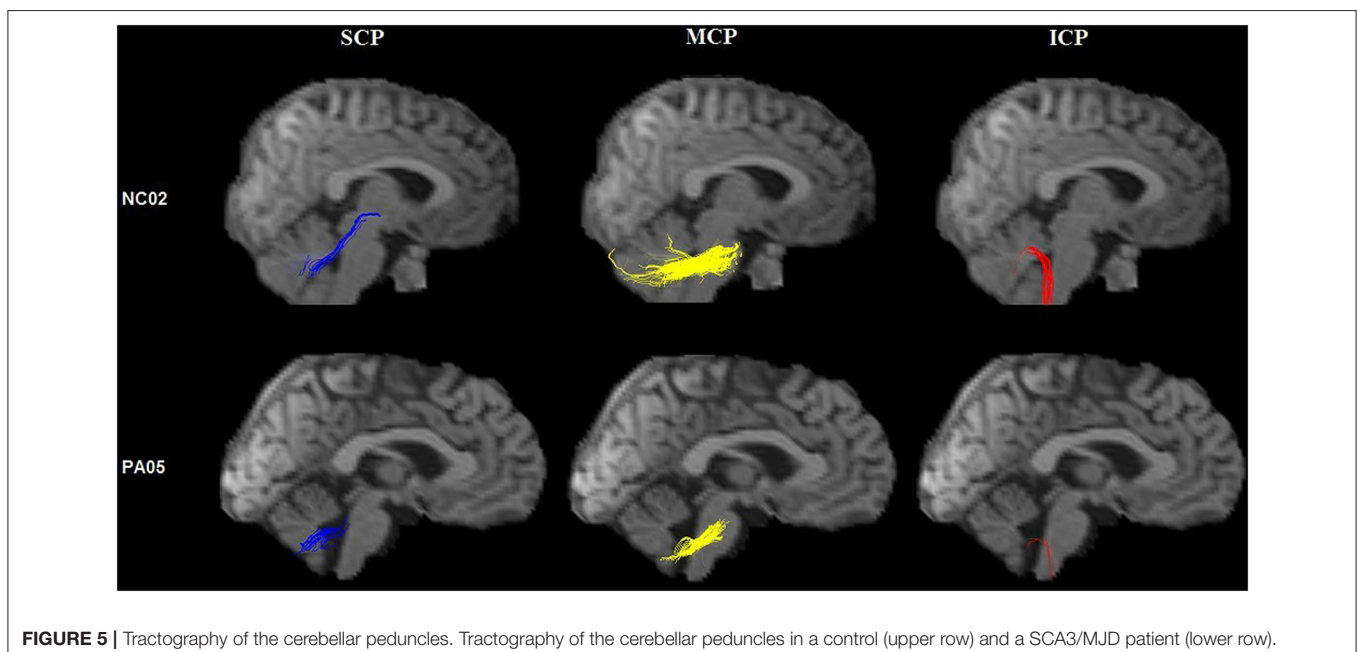 SCP MCP ICP
NC02
PA05
FIGURE 5 | Tractography of the cerebellar peduncles. Tractography of the cerebellar peduncles in a control (upper row) and a SCA3/MJD patient (lower row).